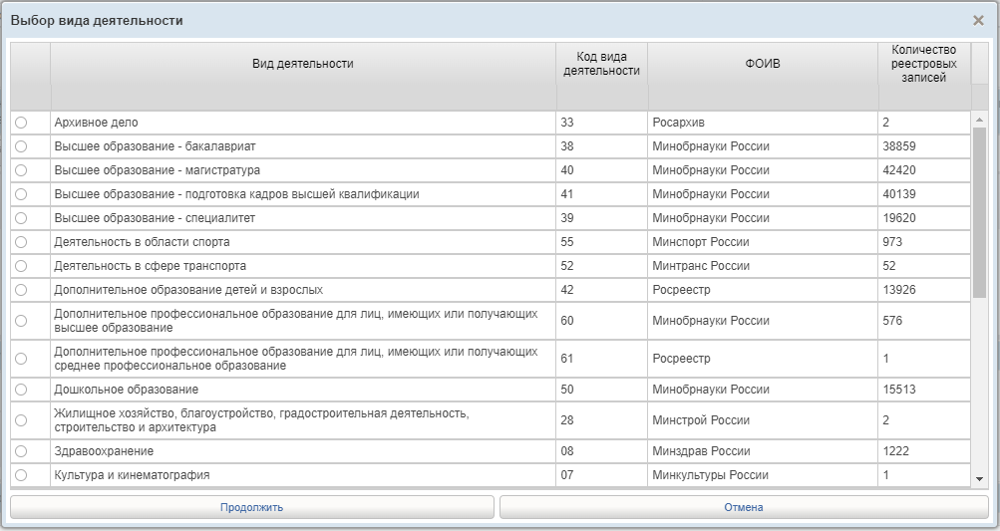 Выбор вида деятельности
Вид деятельности
Код вида
деятельности
ФОИВ
Количество
реестровых
записей
Архивное дело 33 Росархив 2
Высшее образование - бакалавриат 38 Минобрнауки России 38859
Высшее образование - магистратура 40 Минобрнауки России 42420
Высшее образование - подготовка кадров высшей квалификации 41 Минобрнауки России 40139
Высшее образование - специалитет 39 Минобрнауки России 19620
Деятельность в области спорта 55 Минспорт России 973
Деятельность в сфере транспорта 52 Минтранс России 52
Дополнительное образование детей и взрослых 42 Росреестр 13926
Дополнительное профессиональное образование для лиц, имеющих или получающих
высшее образование 60 Минобрнауки России 576
Дополнительное профессиональное образование для лиц, имеющих или получающих
среднее профессиональное образование 61 Росреестр 1
Дошкольное образование 50 Минобрнауки России 15513
Жилищное хозяйство, благоустройство, градостроительная деятельность,
строительство и архитектура 28 Минстрой России 2
Здравоохранение 08 Минздрав России 1222
Культура и кинематография 07 Минкультуры России 1
Продолжить
Отмена